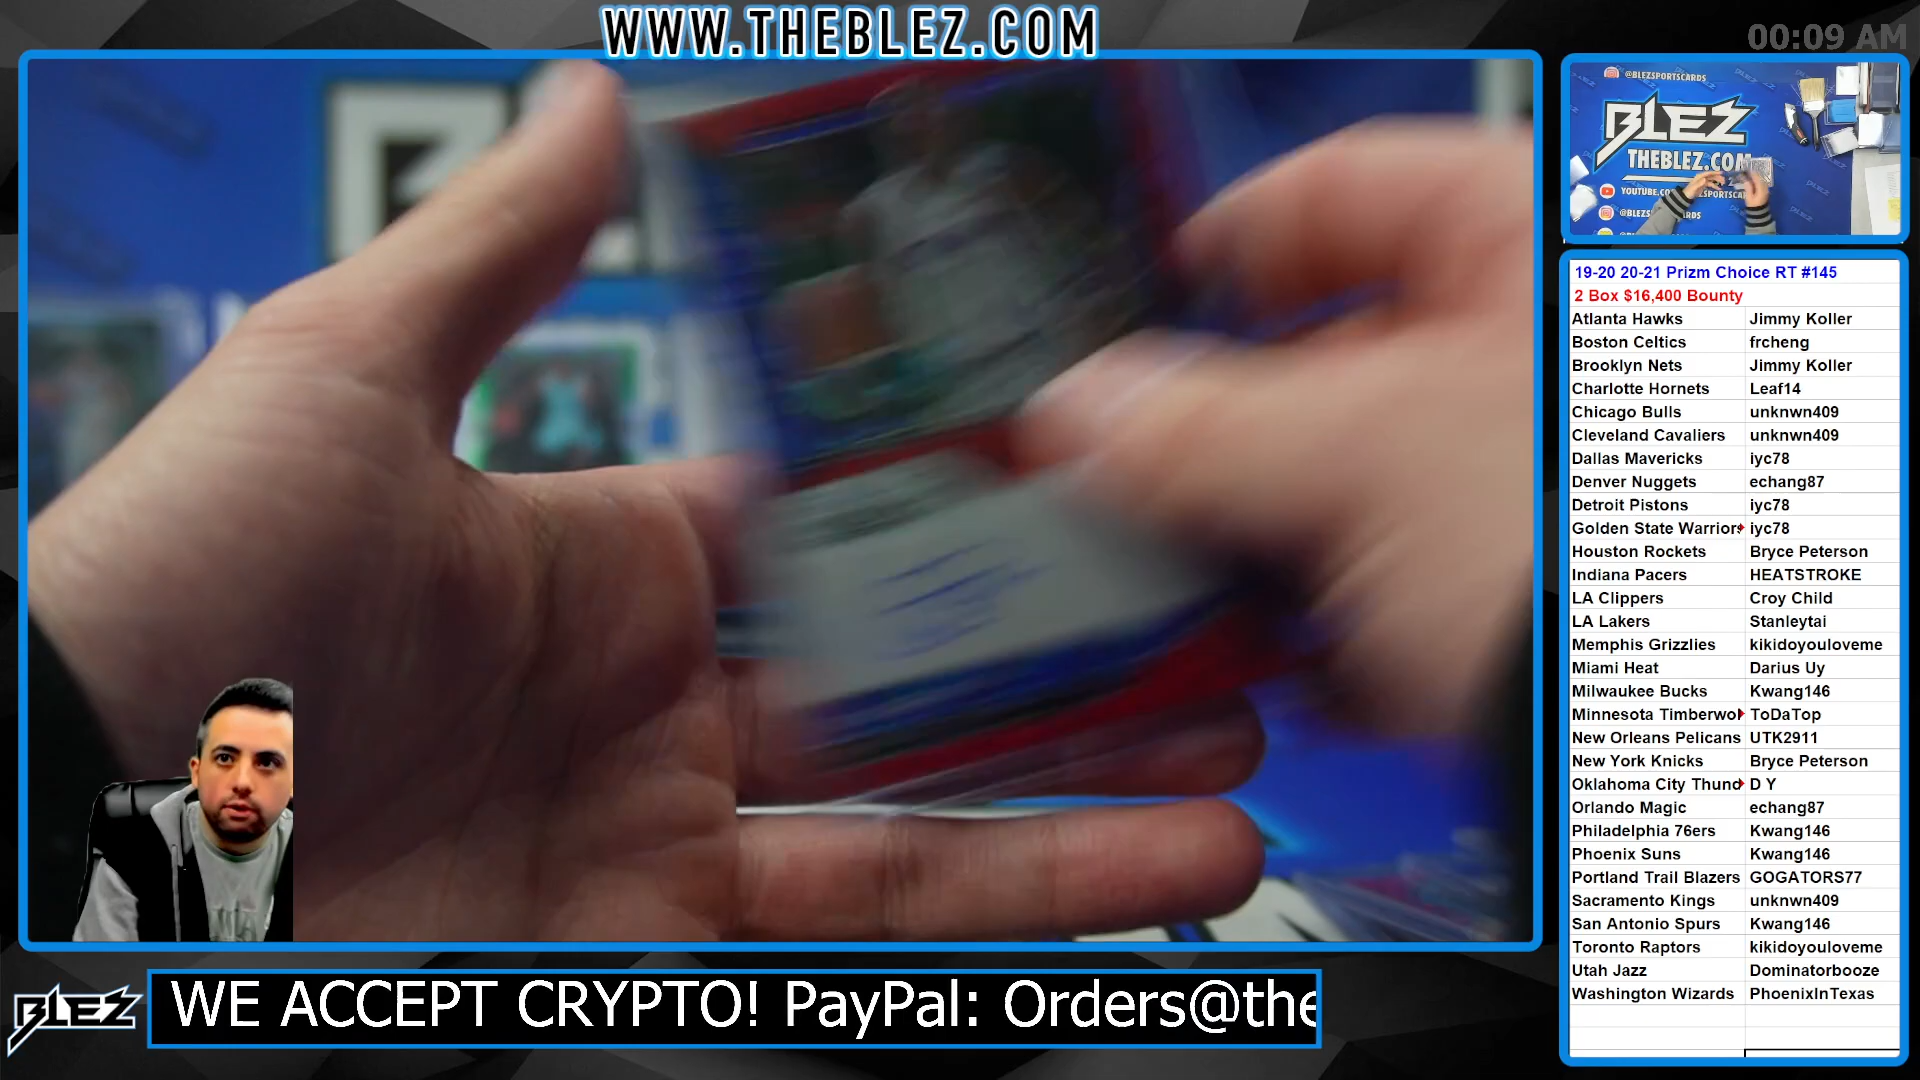 WWW.THEBLEZ.COM
00:09 AM
@BLEZSPORTSCARDS
BLEZ
THEBLEZ.COM
19-20 20-21 Prizm Choice RT #145
2 Box $16,400 Bounty
Atlanta Hawks Jimmy Koller
Boston Celtics frcheng
Brooklyn Nets Jimmy Koller
Charlotte Hornets Leaf14
Chicago Bulls unknwn409
Cleveland Cavaliers unknwn409
Dallas Mavericks iyc78
Denver Nuggets echang87
Detroit Pistons iyc78
Golden State Warriors iyc78
Houston Rockets Bryce Peterson
Indiana Pacers HEATSTROKE
LA Clippers Croy Child
LA Lakers Stanleytai
Memphis Grizzlies kikidoyouloveme
Miami Heat Darius Uy
Milwaukee Bucks Kwang146
Minnesota Timberwol ToDaTop
New Orleans Pelicans UTK2911
New York Knicks Bryce Peterson
Oklahoma City Thund D Y
Orlando Magic echang87
Philadelphia 76ers Kwang146
Phoenix Suns Kwang146
Portland Trail Blazers GOGATORS77
Sacramento Kings unknwn409
San Antonio Spurs Kwang146
Toronto Raptors kikidoyouloveme
Utah Jazz Dominatorbooze
Washington Wizards PhoenixInTexas
BLEZ
WE ACCEPT CRYPTO! PayPal: Orders@the